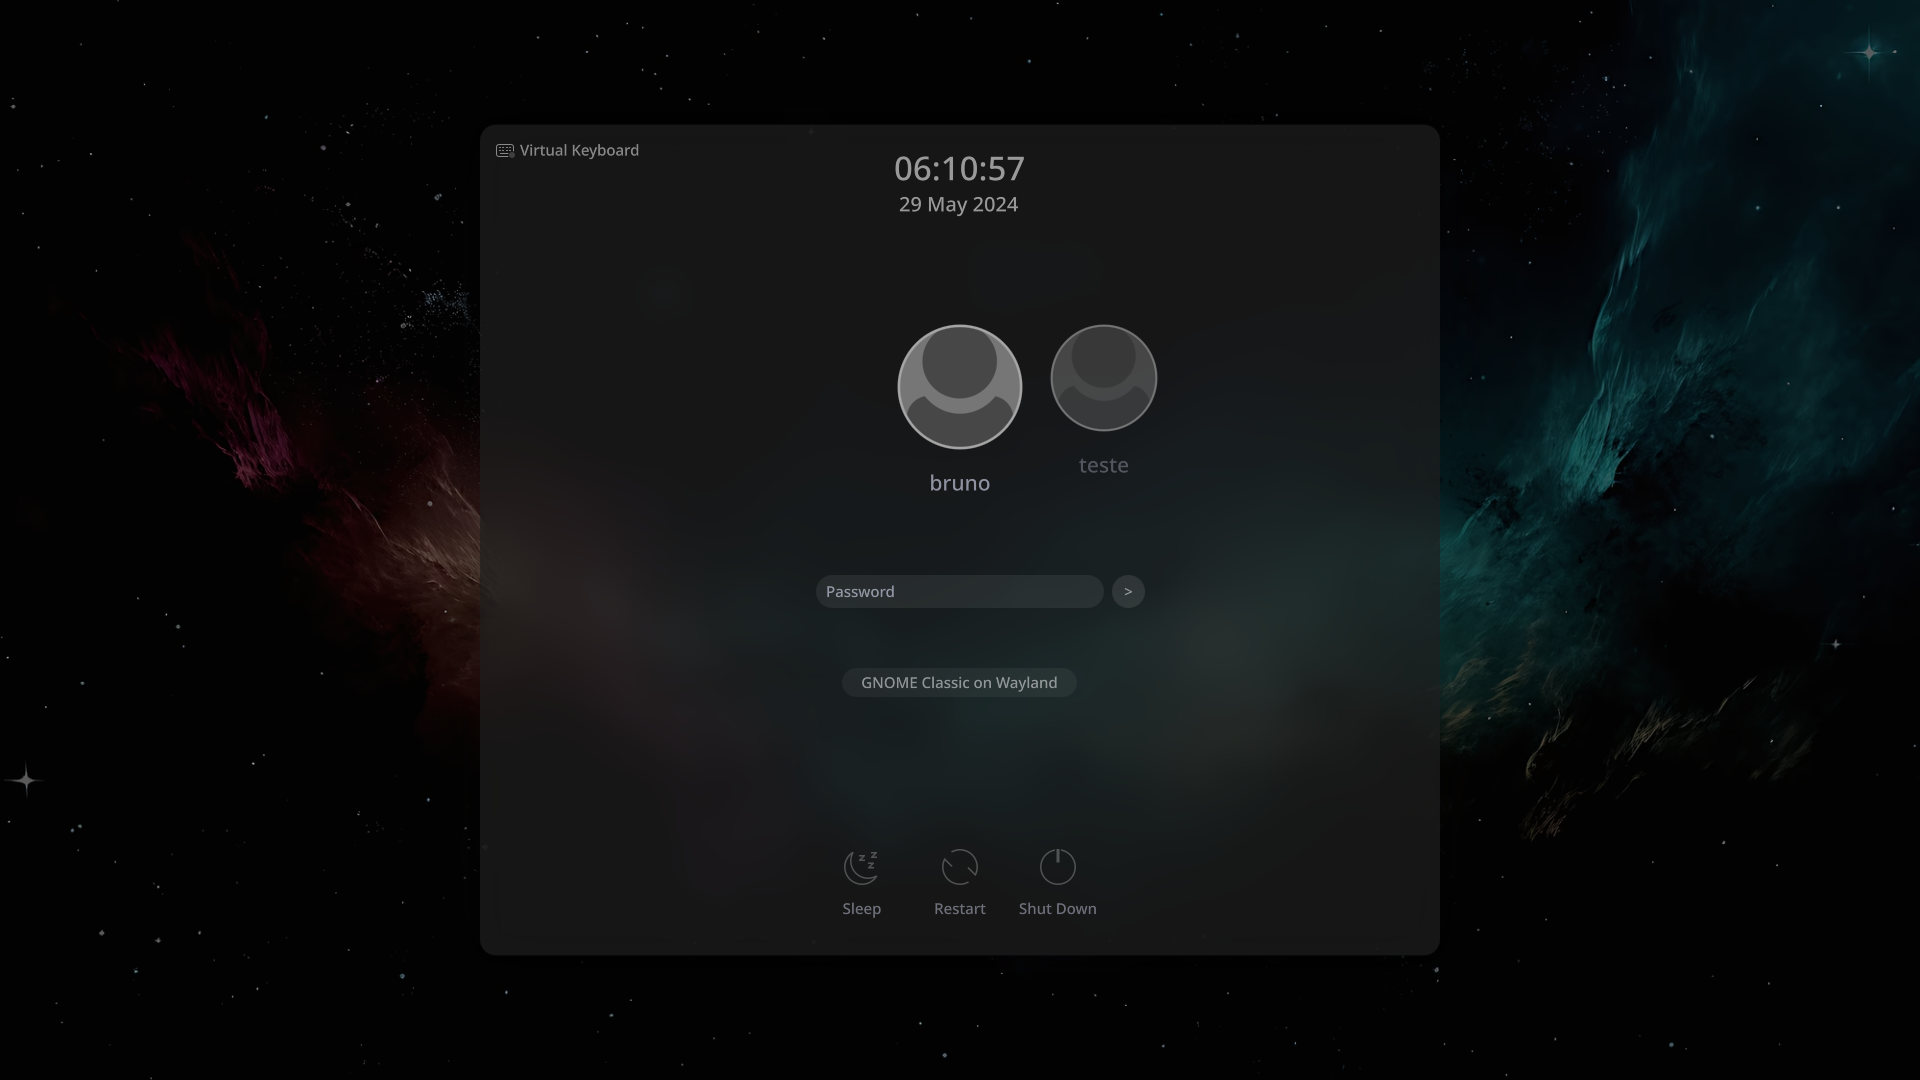 Virtual Keyboard
06:10:57
29 May 2024
bruno
teste
Password
>
GNOME Classic on Wayland
Sleep
Restart
Shut Down